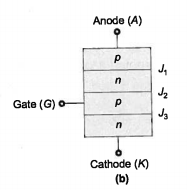 Anode (A)
p
J1
n
J2
Gate (G)
p
J3
n
Cathode (K)
(b)